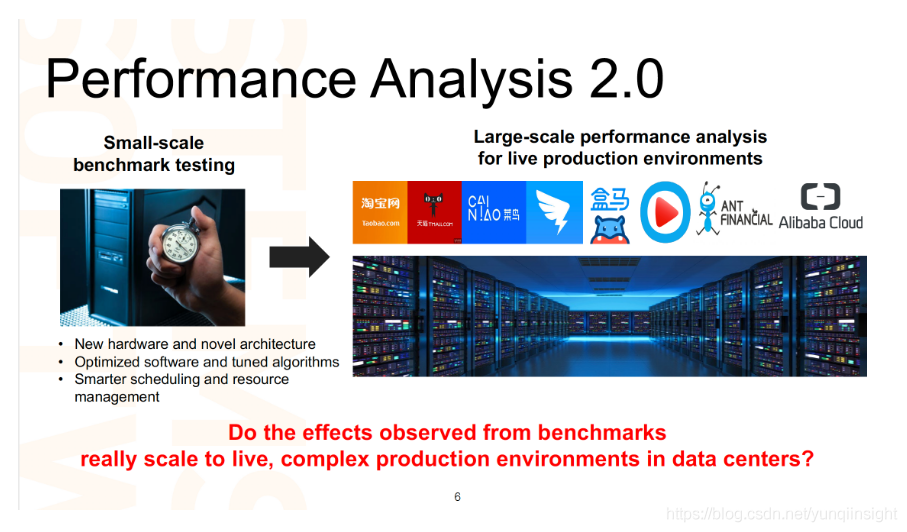 Performance Analysis 2.0
Small-scale
benchmark testing
Large-scale performance analysis
for live production environments
淘宝网
Taobao.com
天猫 TMALL.COM
CAI
NIAO 菜鸟
盒马
ANT
FINANCIAL
Alibaba Cloud
• New hardware and novel architecture
• Optimized software and tuned algorithms
• Smarter scheduling and resource
management
Do the effects observed from benchmarks
really scale to live, complex production environments in data centers?
6
https://blog.csdn.net/yunqiinsight